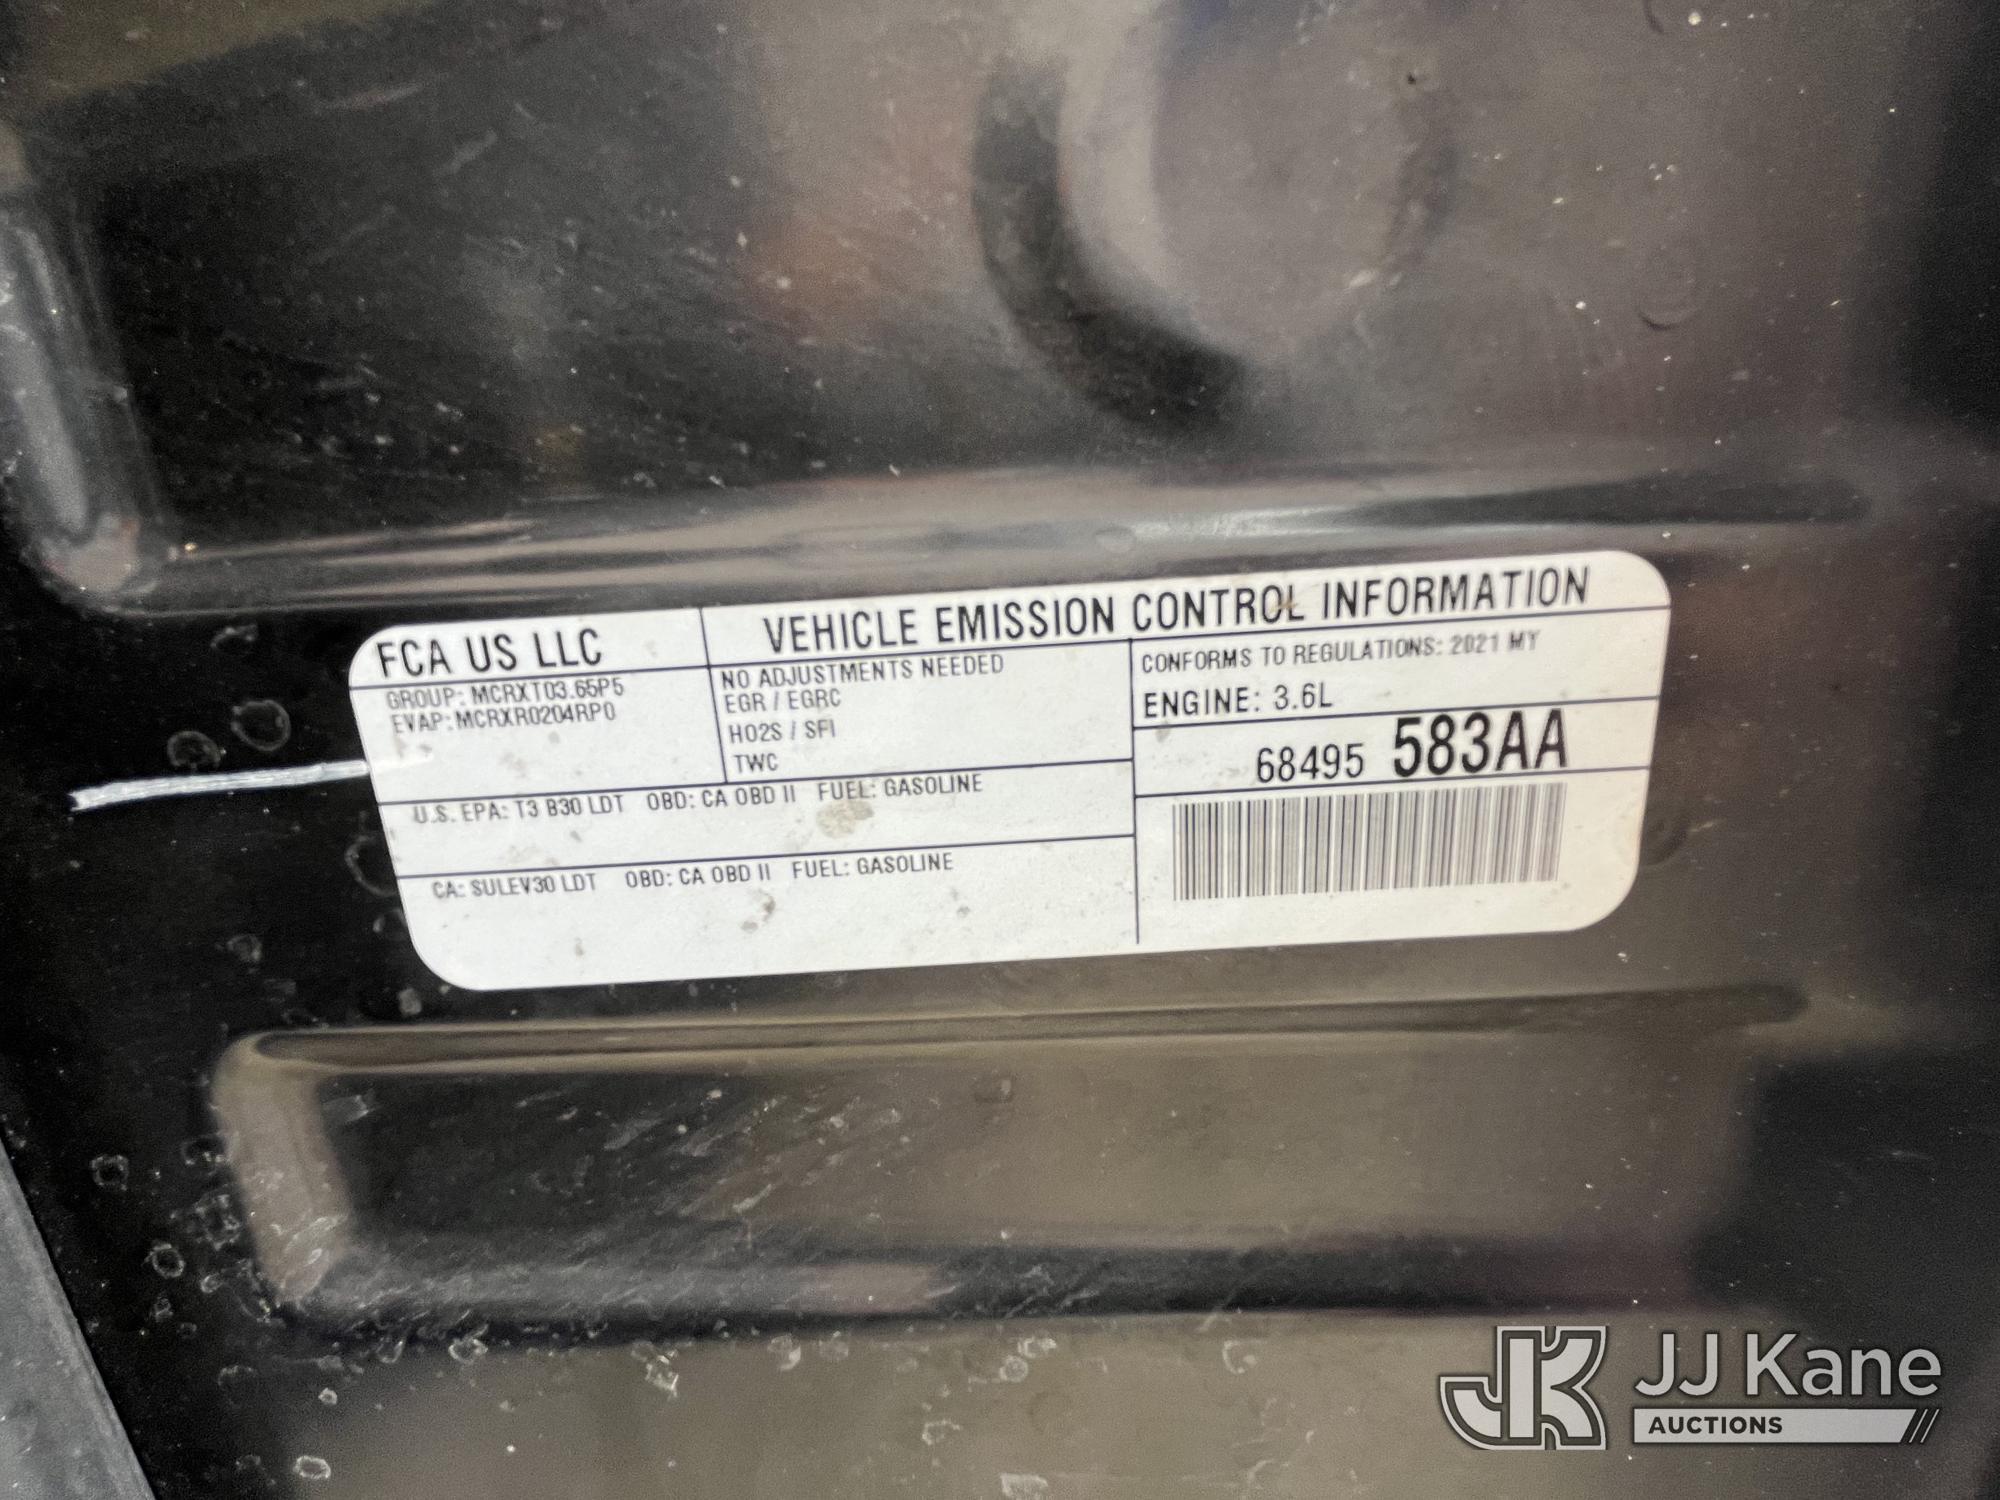 FCA US LLC
VEHICLE EMISSION CONTROL INFORMATION
GROUP: MCRXT03.65P5
EVAP: MCRXR0204RP0
NO ADJUSTMENTS NEEDED
EGR / EGRC
HO2S / SFI
TWC
CONFORMS TO REGULATIONS: 2021 MY
ENGINE: 3.6L
68495 583AA
U.S. EPA: T3 B30 LDT OBD: CA OBD II FUEL: GASOLINE
CA: SULEV30 LDT OBD: CA OBD II FUEL: GASOLINE
JK JJ Kane
AUCTIONS